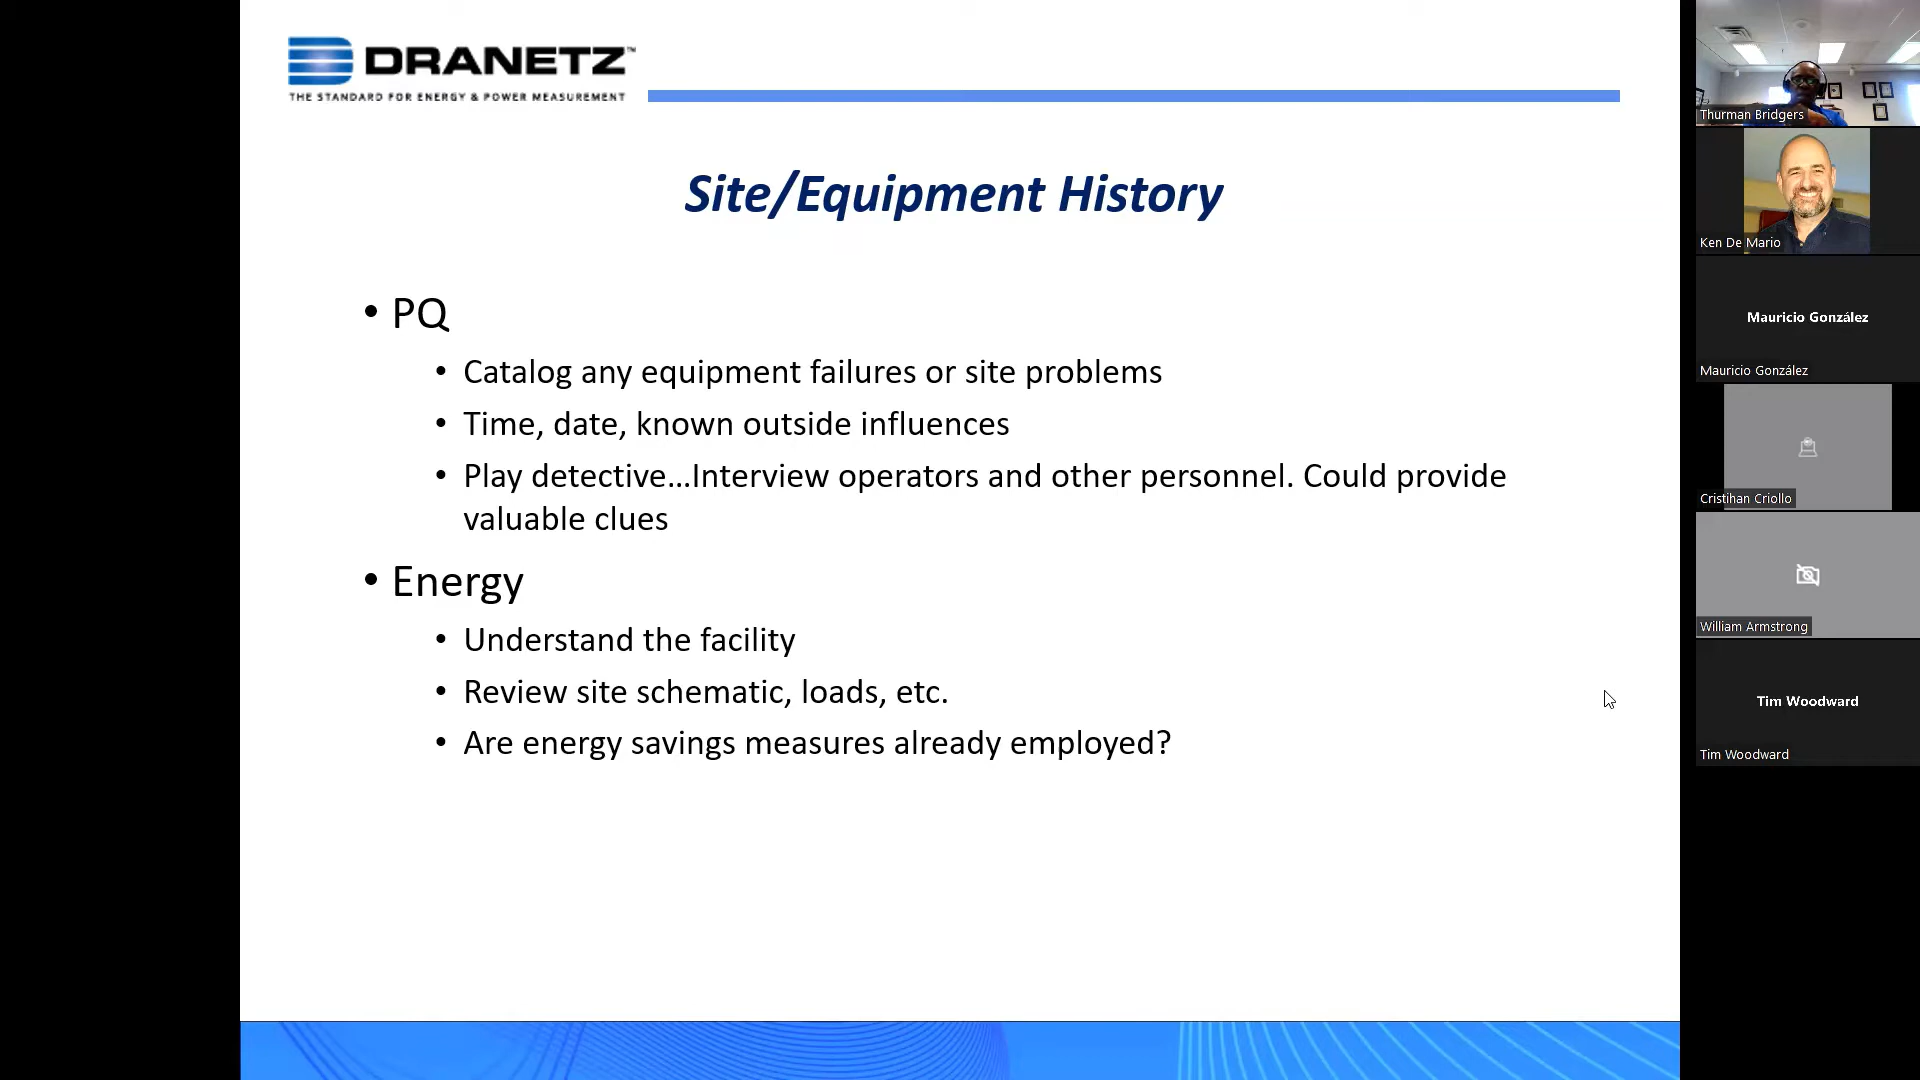 DRANETZ™
THE STANDARD FOR ENERGY & POWER MEASUREMENT
Site/Equipment History
• PQ
• Catalog any equipment failures or site problems
• Time, date, known outside influences
• Play detective...Interview operators and other personnel. Could provide
valuable clues
• Energy
• Understand the facility
• Review site schematic, loads, etc.
• Are energy savings measures already employed?
Thurman Bridgers
Ken De Mario
Mauricio González
Mauricio González
Cristihan Criollo
William Armstrong
Tim Woodward
Tim Woodward